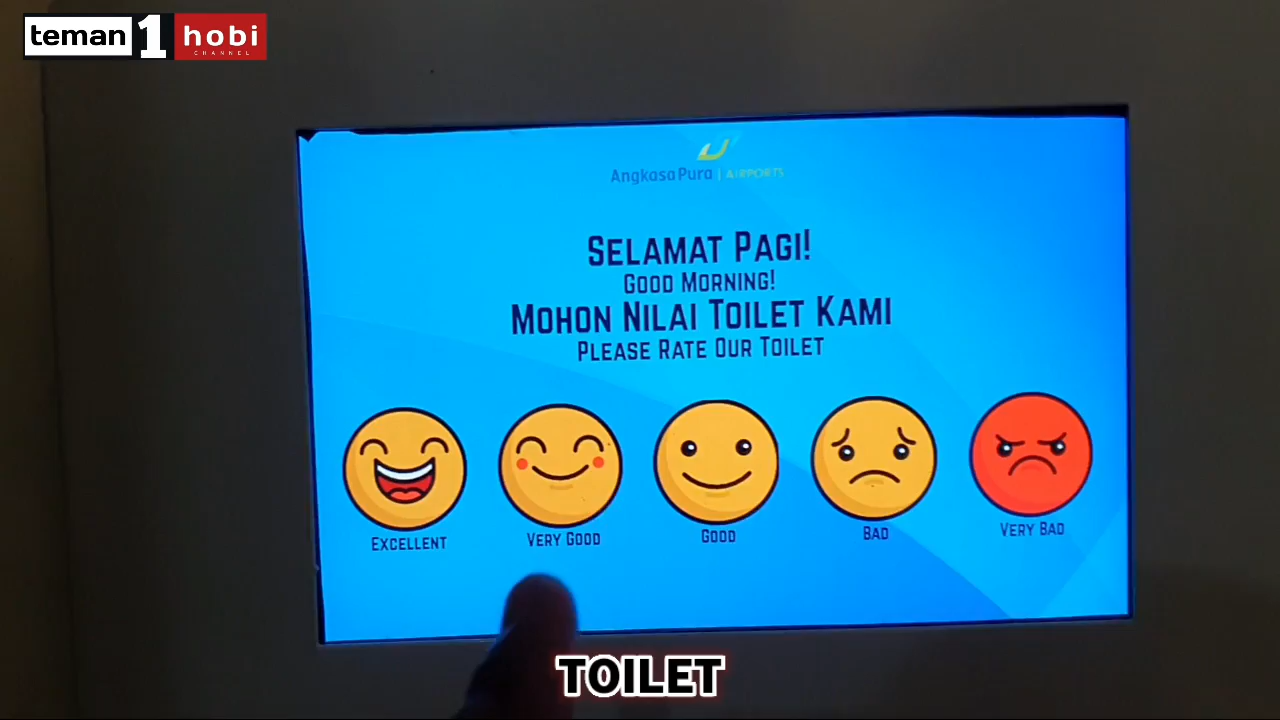 teman 1 hobi
CHANNEL
Angkasa Pura | AIRPORTS
SELAMAT PAGI!
GOOD MORNING!
MOHON NILAI TOILET KAMI
PLEASE RATE OUR TOILET
EXCELLENT
VERY GOOD
GOOD
BAD
VERY BAD
TOILET